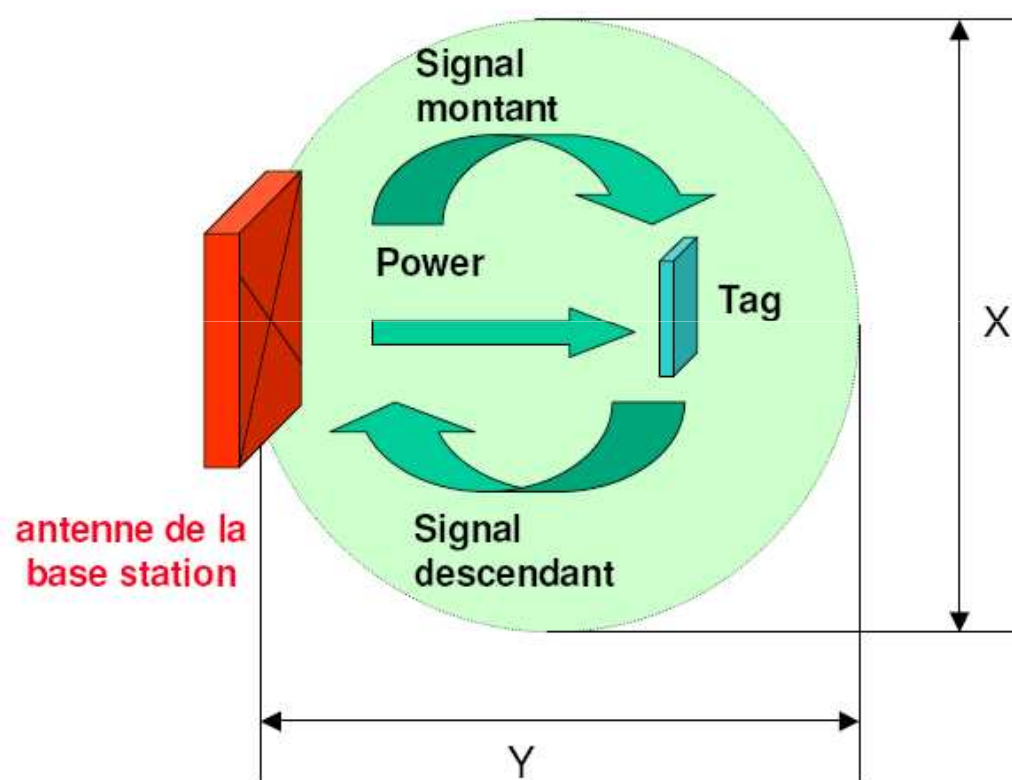 Signal
montant
Power
Tag
X
antenne de la
base station
Signal
descendant
Y